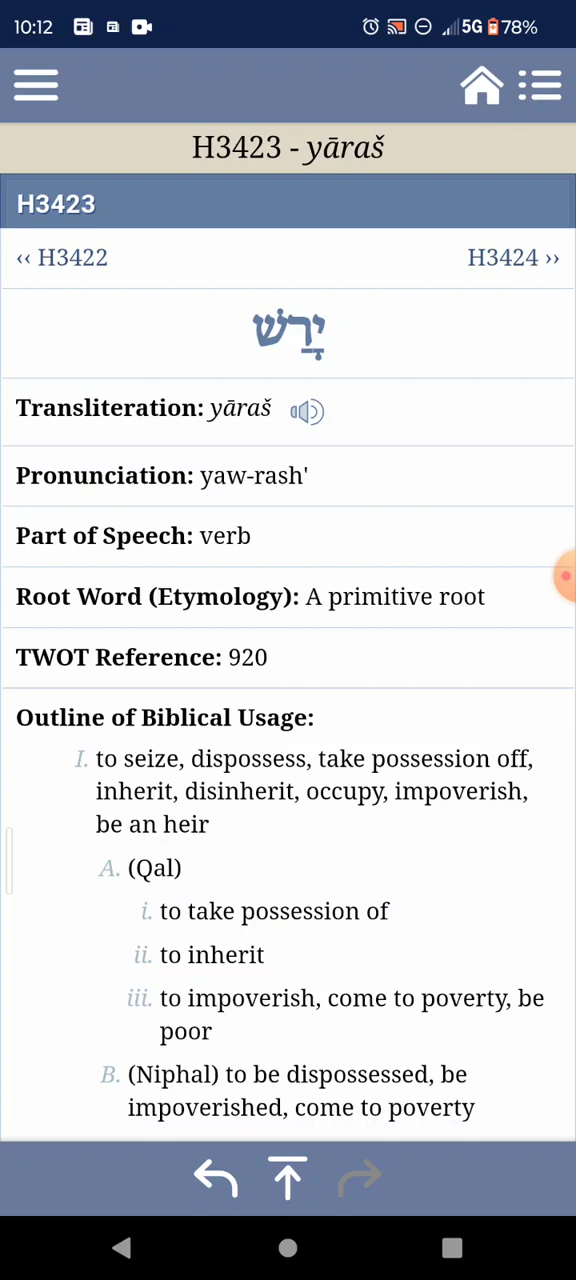 10:12 5G 78%
H3423 - yāraš
H3423
‹‹ H3422 H3424 ››
יָרַשׁ
Transliteration: yāraš
Pronunciation: yaw-rash'
Part of Speech: verb
Root Word (Etymology): A primitive root
TWOT Reference: 920
Outline of Biblical Usage:
I. to seize, dispossess, take possession off,
inherit, disinherit, occupy, impoverish,
be an heir
A. (Qal)
i. to take possession of
ii. to inherit
iii. to impoverish, come to poverty, be
poor
B. (Niphal) to be dispossessed, be
impoverished, come to poverty